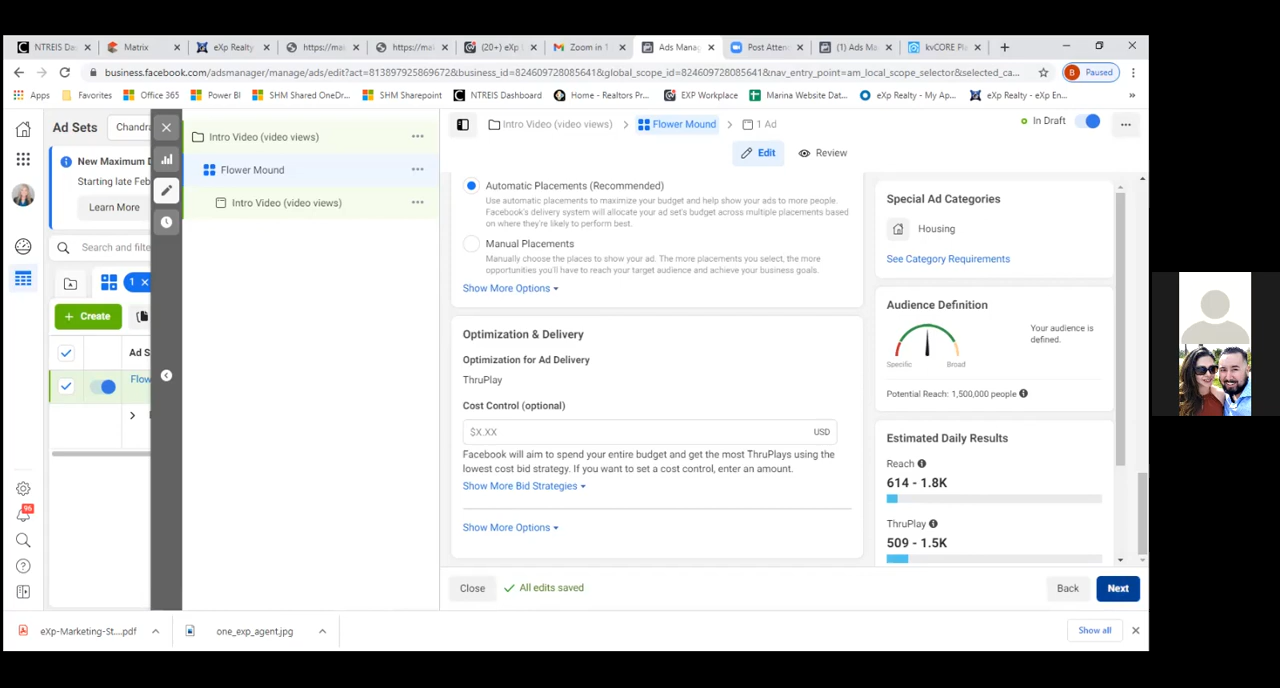 NTREIS Da
Matrix
eXp Realty
https://mai
https://mai
(20+) eXp
Zoom in 1
Ads Mana
Post Atten
(1) Ads M
kvCORE Pl
business.facebook.com/adsmanager/manage/ads/edit?act=813897925869672&business_id=824609728085641&global_scope_id=824609728085641&nav_entry_point=am_local_scope_selector&selected_ca...
B Paused
Apps
Favorites
Office 365
Power BI
SHM Shared OneDr...
SHM Sharepoint
NTREIS Dashboard
Home - Realtors Pr...
EXP Workplace
Marina Website Dat...
eXp Realty - My Ap...
eXp Realty - eXp En...
Ad Sets
Chandra
Intro Video (video views)
Flower Mound
Intro Video (video views)
Intro Video (video views)
Flower Mound
1 Ad
In Draft
Edit
Review
New Maximum D
Starting late Feb
Learn More
Search and filte
1
+ Create
Ad S
Flow
96
Automatic Placements (Recommended)
Use automatic placements to maximize your budget and help show your ads to more people.
Facebook's delivery system will allocate your ad set's budget across multiple placements based
on where they're likely to perform best.
Manual Placements
Manually choose the places to show your ad. The more placements you select, the more
opportunities you'll have to reach your target audience and achieve your business goals.
Show More Options
Optimization & Delivery
Optimization for Ad Delivery
ThruPlay
Cost Control (optional)
$X.XX
USD
Facebook will aim to spend your entire budget and get the most ThruPlays using the
lowest cost bid strategy. If you want to set a cost control, enter an amount.
Show More Bid Strategies
Show More Options
Special Ad Categories
Housing
See Category Requirements
Audience Definition
Your audience is
defined.
Specific
Broad
Potential Reach: 1,500,000 people
Estimated Daily Results
Reach
614 - 1.8K
ThruPlay
509 - 1.5K
Close
All edits saved
Back
Next
eXp-Marketing-St....pdf
one_exp_agent.jpg
Show all